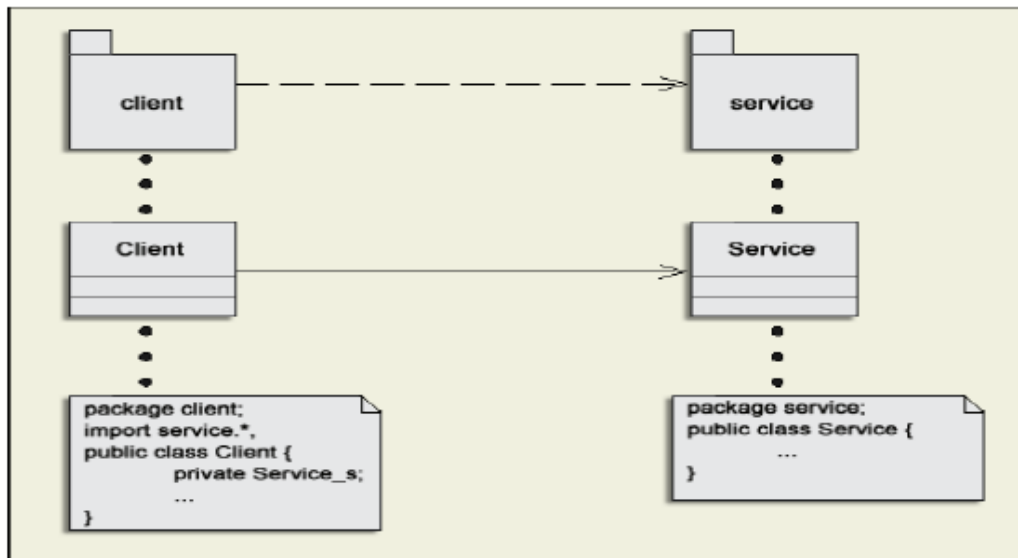 client
service
Client
Service
package client;
import service.*,
public class Client {
private Service_s;
...
}
package service;
public class Service {
...
}